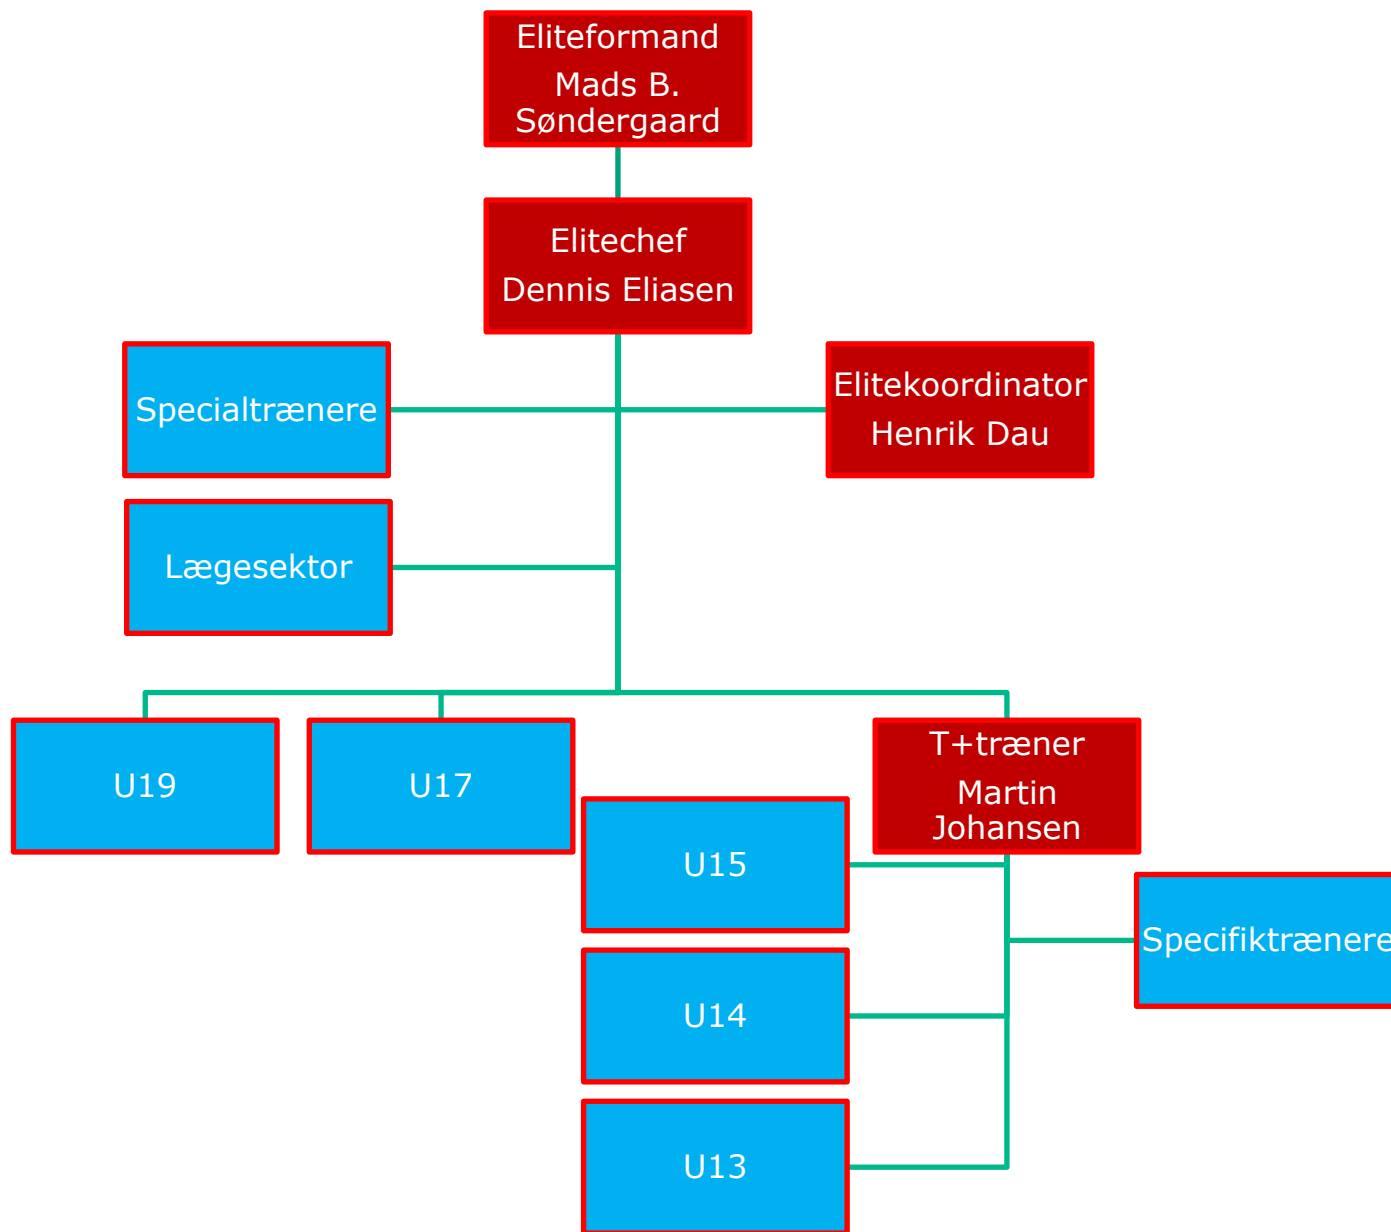 Eliteformand
Mads B.
Søndergaard
Elitechef
Dennis Eliasen
Specialtrænere
Elitekoordinator
Henrik Dau
Lægesektor
U19
U17
T+træner
Martin
Johansen
U15
Specifiktrænere
U14
U13